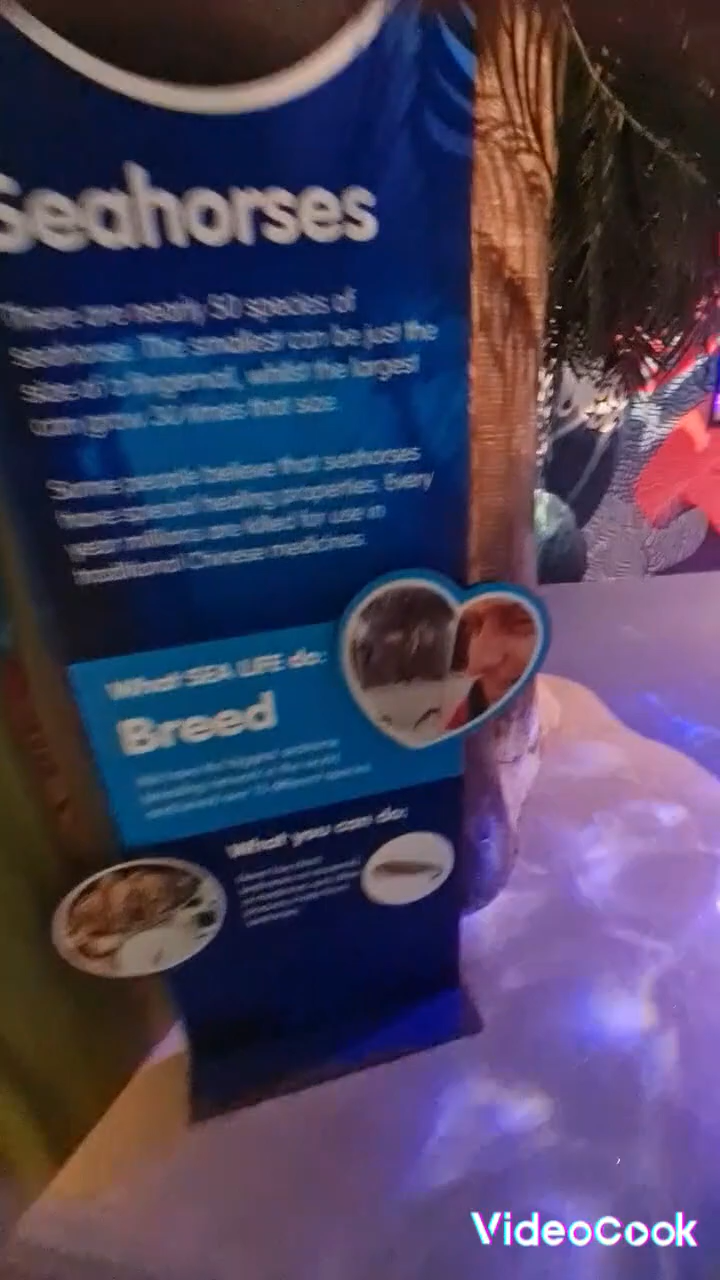 Seahorses
There are nearly 50 species of
seahorse. The smallest can be just the
size of a fingernail, whilst the largest
can grow 30 times that size.
Some people believe that seahorses
have special healing properties. Every
year millions are killed for use in
traditional Chinese medicines.
What SEA LIFE do:
Breed
What you can do:
VideoCook